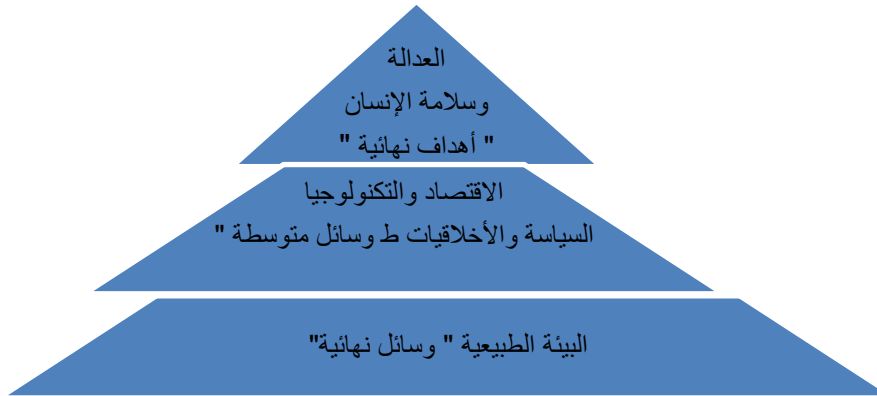 العدالة
وسلامة الإنسان
" أهداف نهائية "
الاقتصاد والتكنولوجيا
السياسة والأخلاقيات ط وسائل متوسطة "
البيئة الطبيعية " وسائل نهائية"